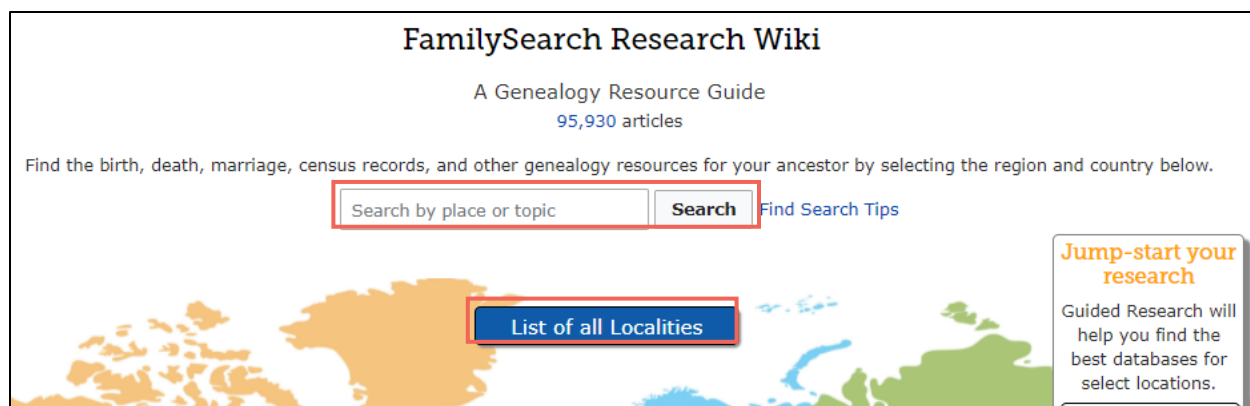 FamilySearch Research Wiki
A Genealogy Resource Guide
95,930 articles
Find the birth, death, marriage, census records, and other genealogy resources for your ancestor by selecting the region and country below.
Search by place or topic Search Find Search Tips
List of all Localities
Jump-start your
research
Guided Research will
help you find the
best databases for
select locations.